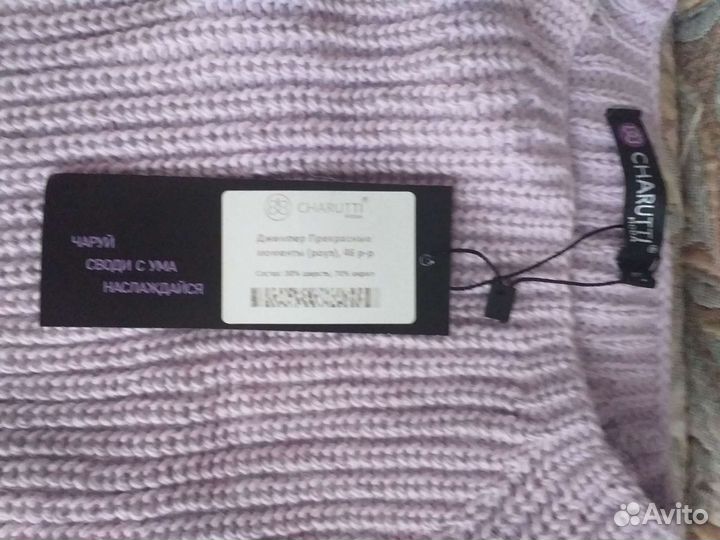 ЧАРУЙ
СВОДИ С УМА
НАСЛАЖДАЙСЯ
CHARUTTI®
Джемпер Прекрасные
моменты (роуз), 46 р-р
Состав: 30% шерсть, 70% акрил
CHARUTTI®
Avito